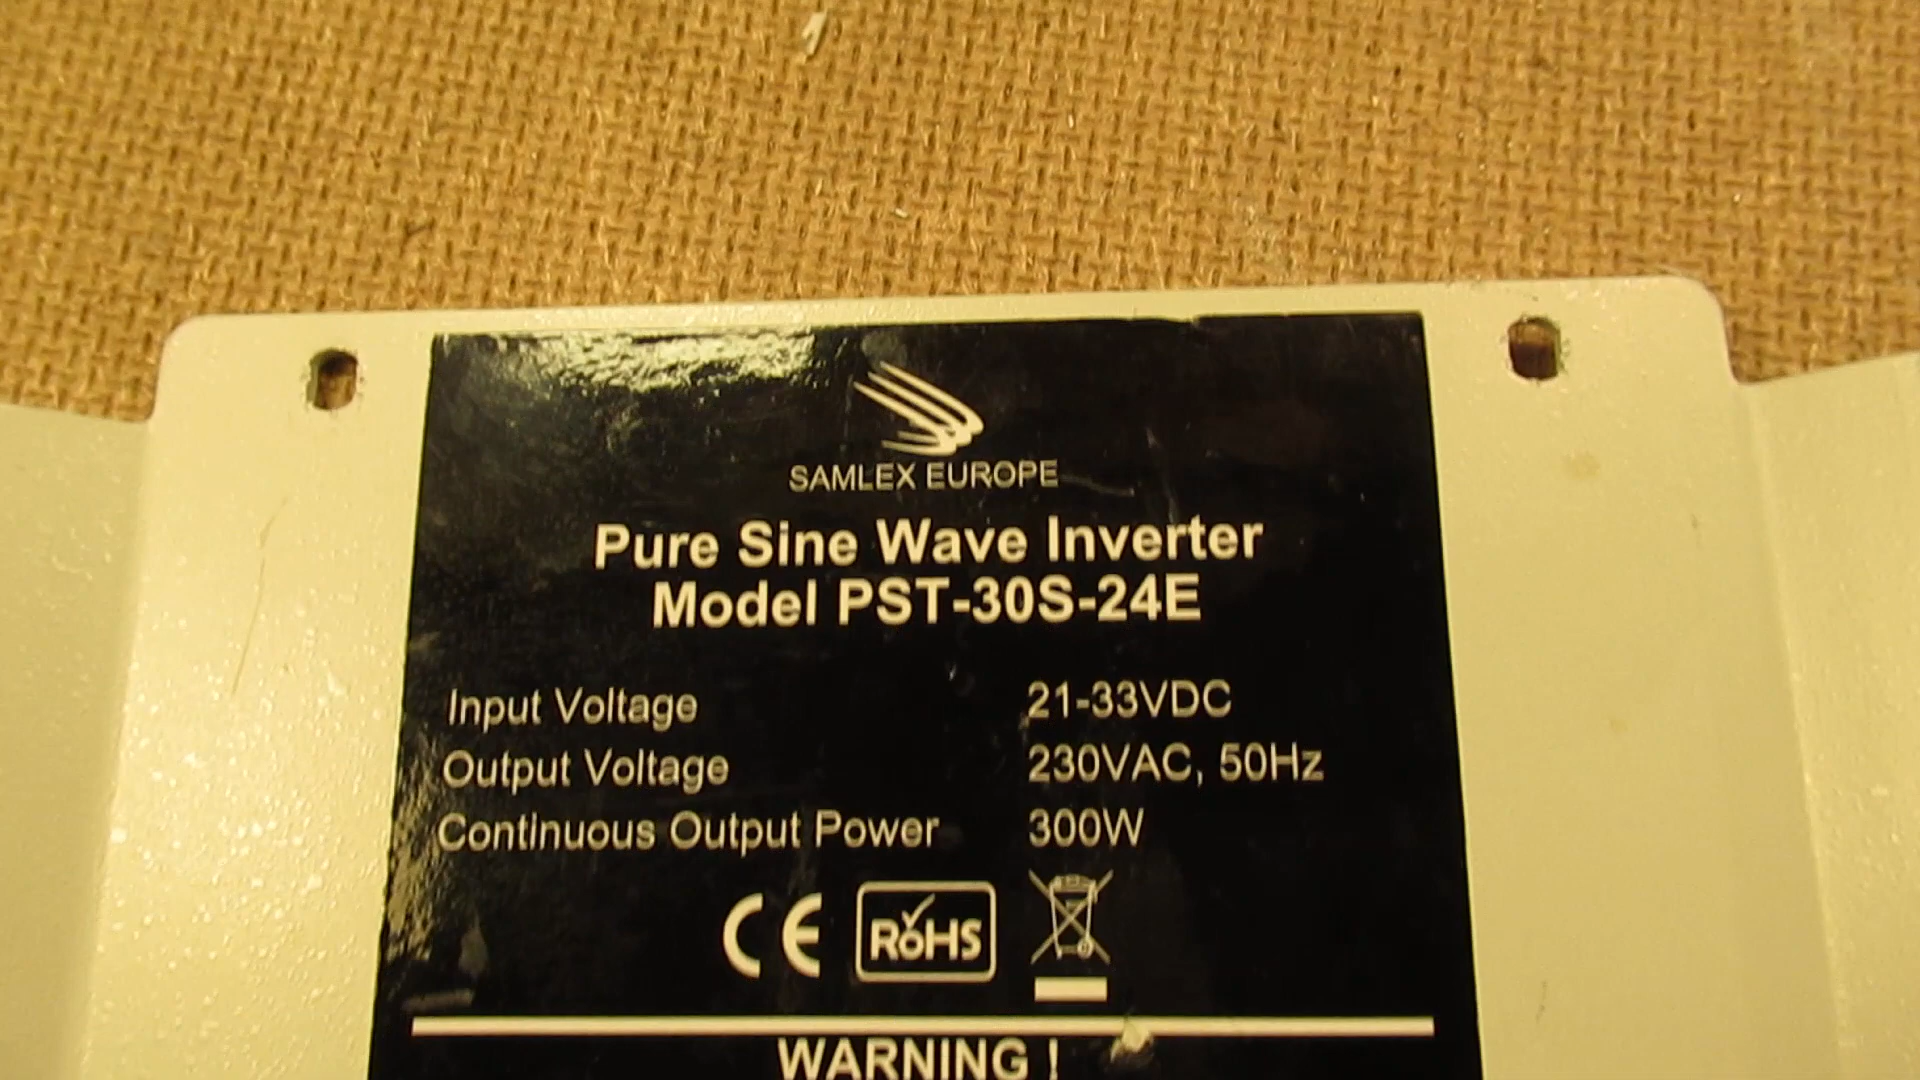 SAMLEX EUROPE
Pure Sine Wave Inverter
Model PST-30S-24E
Input Voltage 21-33VDC
Output Voltage 230VAC, 50Hz
Continuous Output Power 300W
CE RoHS
WARNING !